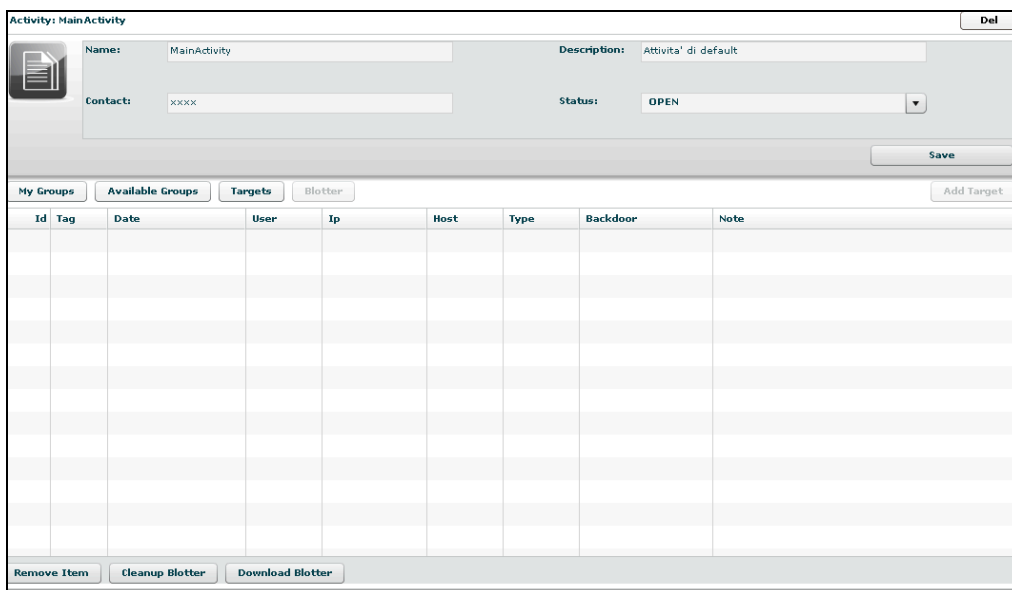 Activity: MainActivity Del
Name: MainActivity Description: Attivita' di default
Contact: xxxx Status: OPEN
Save
My Groups Available Groups Targets Blotter Add Target
Id Tag Date User Ip Host Type Backdoor Note
Remove Item Cleanup Blotter Download Blotter